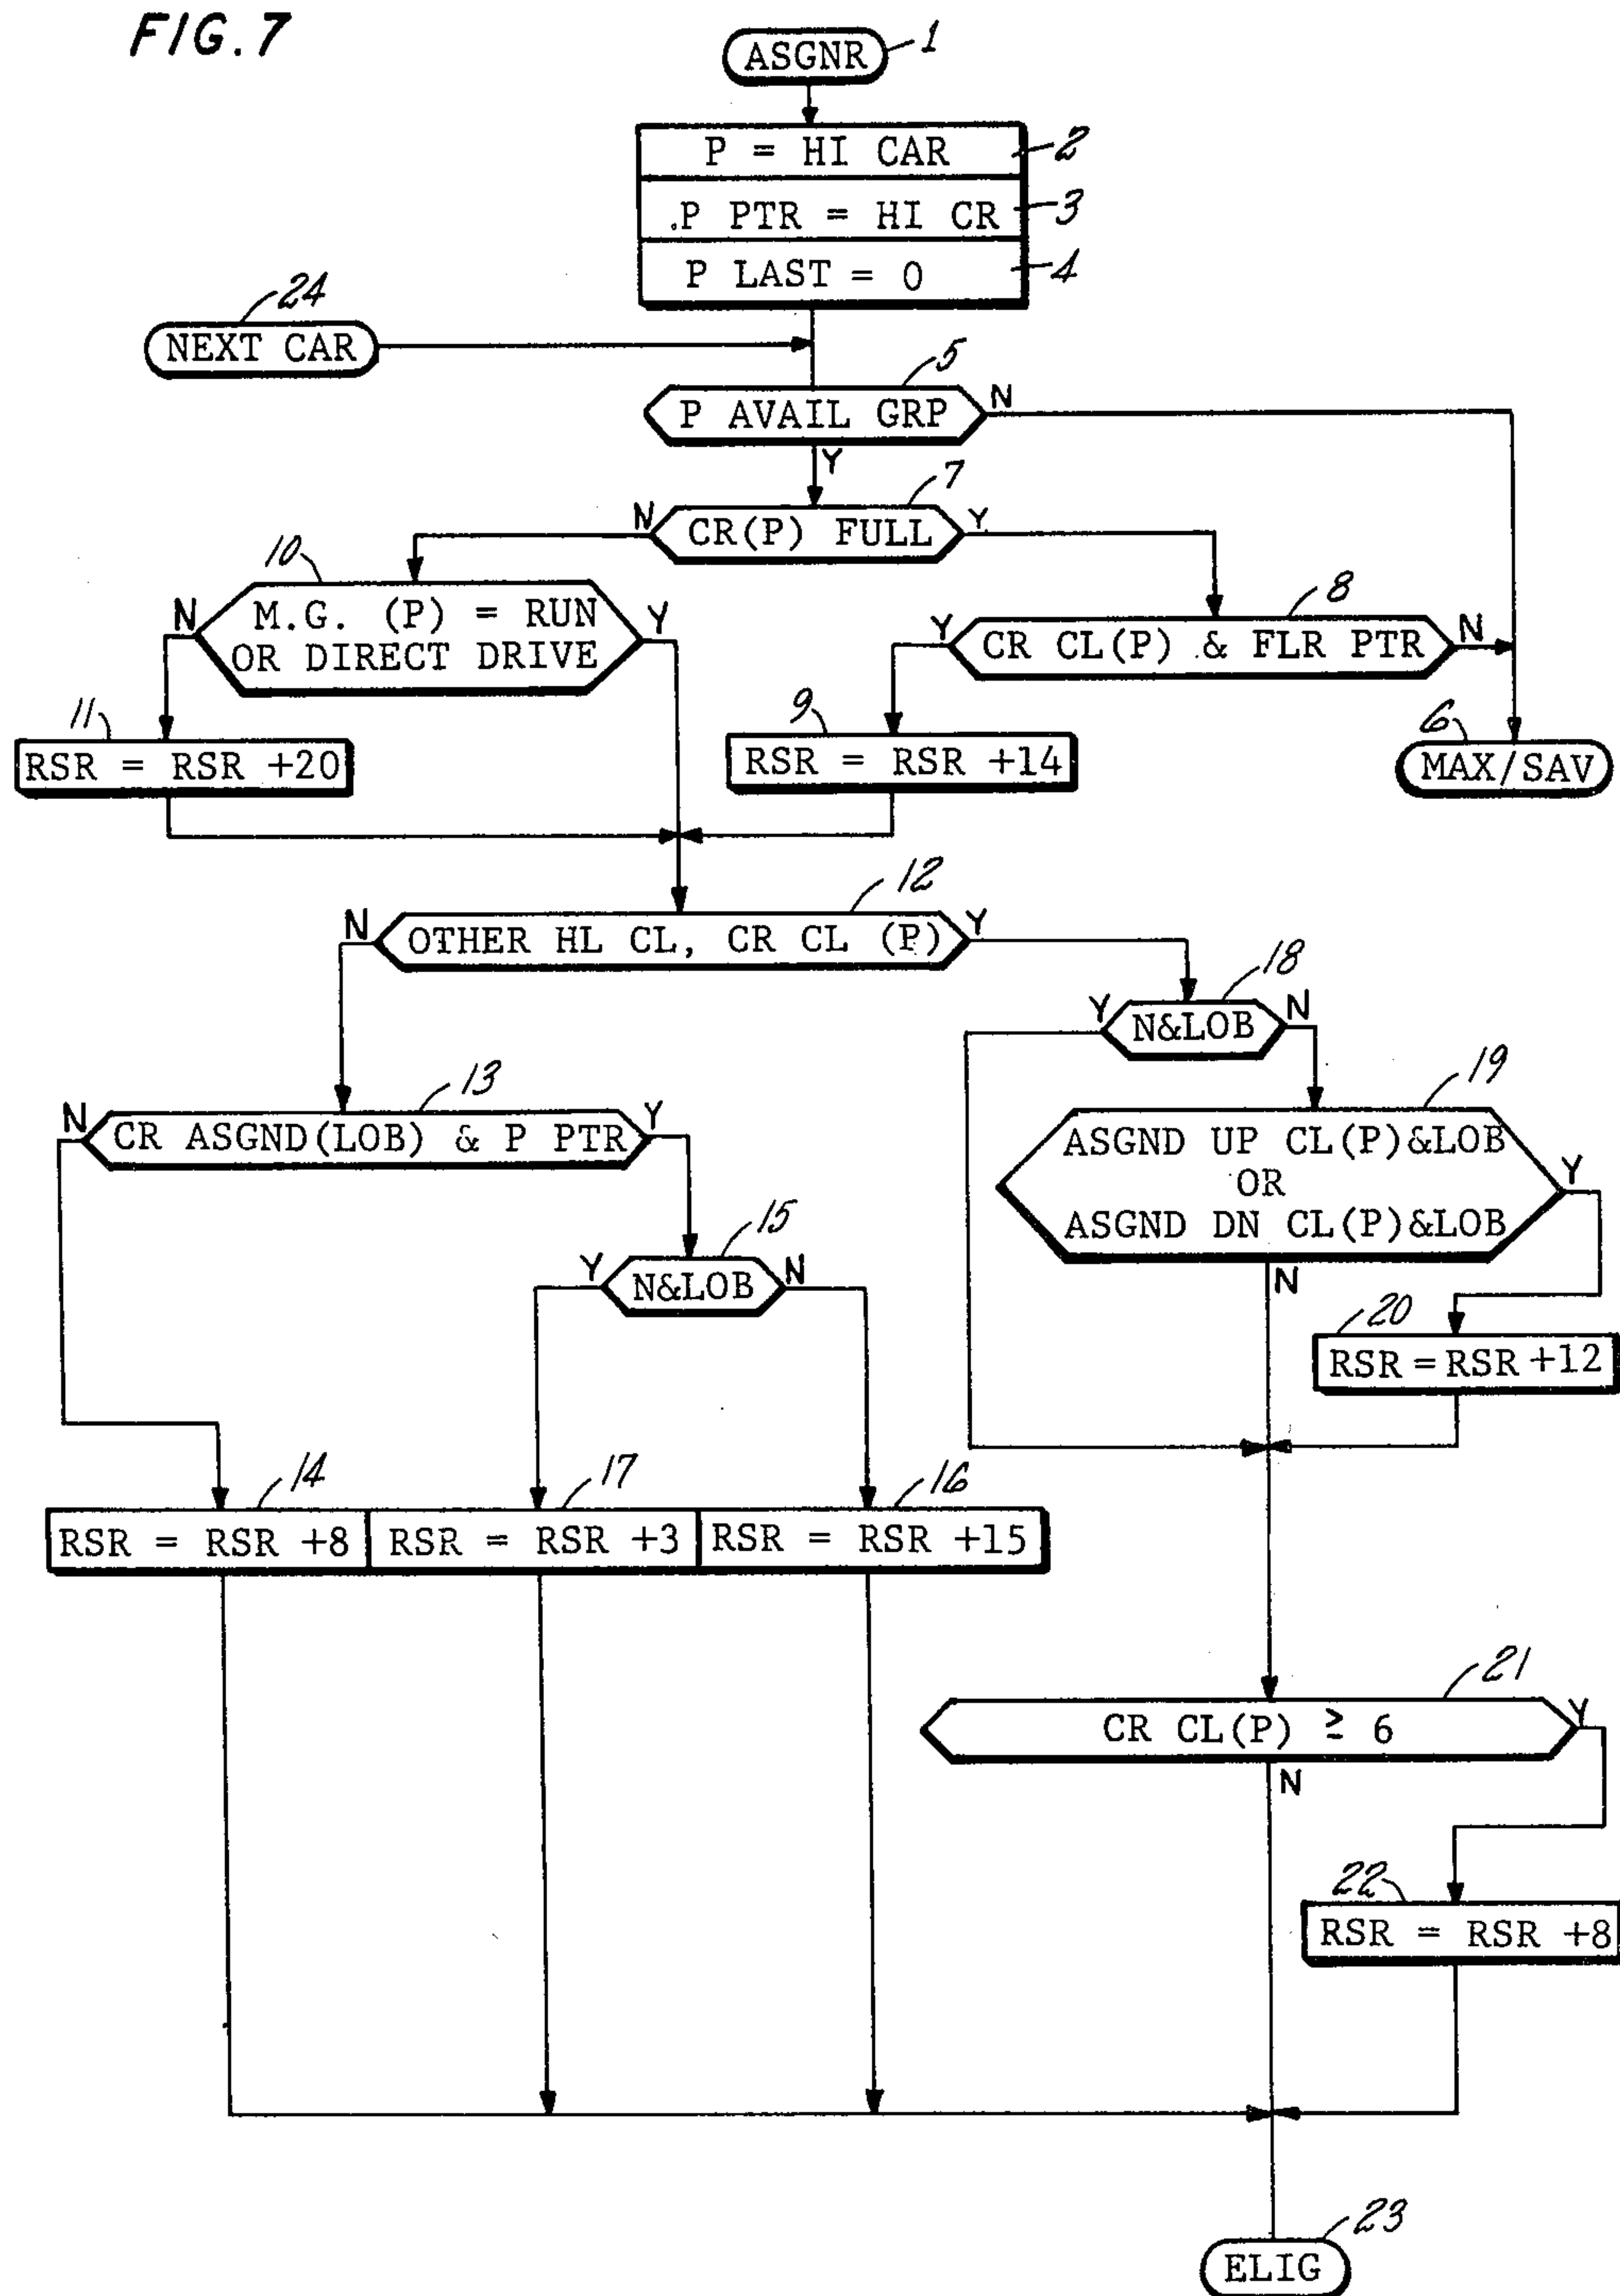 FIG. 7
ASGNR
1
P = HI CAR
2
.P PTR = HI CR
3
P LAST = 0
4
24
NEXT CAR
5
P AVAIL GRP
N
Y
7
N
CR(P) FULL
Y
10
N
M.G. (P) = RUN
OR DIRECT DRIVE
Y
8
Y
CR CL(P) & FLR PTR
N
11
RSR = RSR +20
9
RSR = RSR +14
6
MAX/SAV
12
N
OTHER HL CL, CR CL (P)
Y
18
Y
N&LOB
N
13
N
CR ASGND(LOB) & P PTR
Y
19
ASGND UP CL(P)&LOB
OR
ASGND DN CL(P)&LOB
Y
N
15
Y
N&LOB
N
20
RSR = RSR +12
14
RSR = RSR +8
17
RSR = RSR +3
16
RSR = RSR +15
21
CR CL(P) ≥ 6
Y
N
22
RSR = RSR +8
23
ELIG